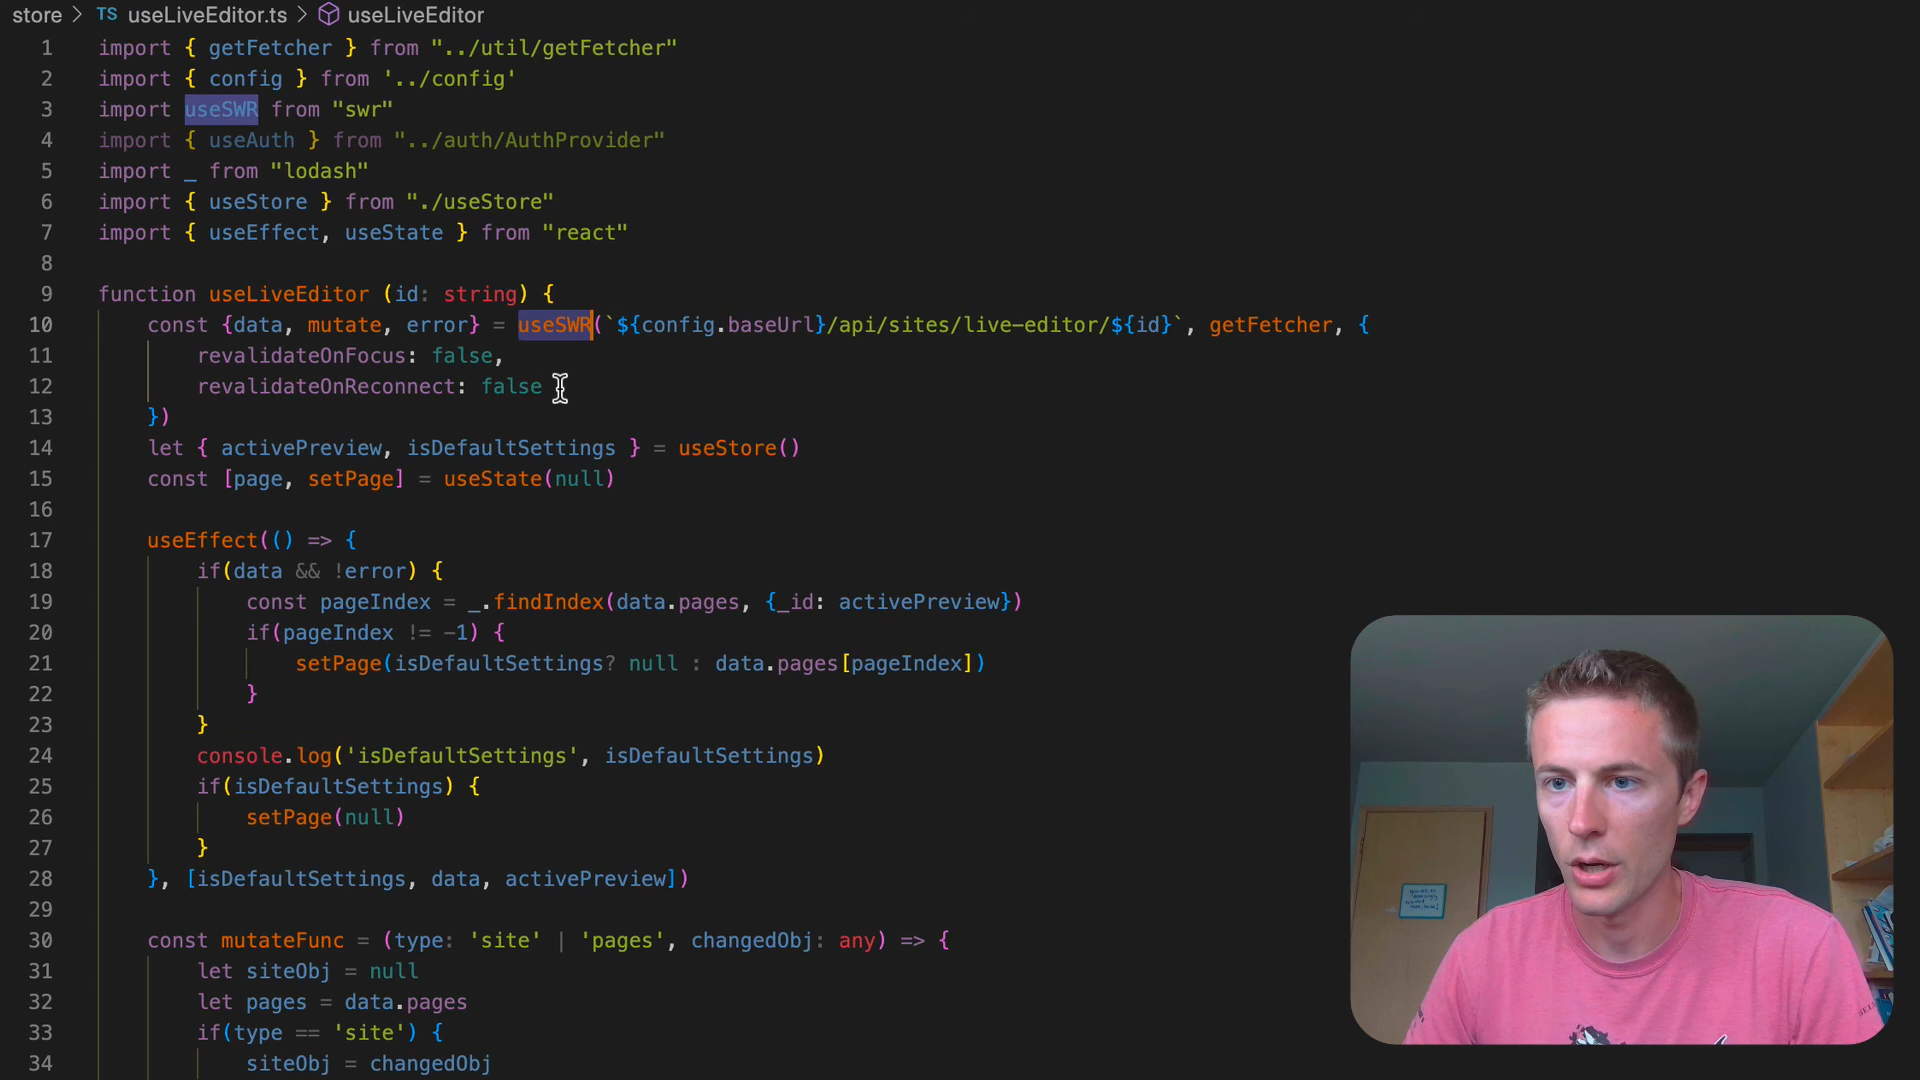 store > TS useLiveEditor.ts > useLiveEditor
1 import { getFetcher } from "../util/getFetcher"
2 import { config } from '../config'
3 import useSWR from "swr"
4 import { useAuth } from "../auth/AuthProvider"
5 import _ from "lodash"
6 import { useStore } from "./useStore"
7 import { useEffect, useState } from "react"
8
9 function useLiveEditor (id: string) {
10 const {data, mutate, error} = useSWR(`${config.baseUrl}/api/sites/live-editor/${id}`, getFetcher, {
11 revalidateOnFocus: false,
12 revalidateOnReconnect: false
13 })
14 let { activePreview, isDefaultSettings } = useStore()
15 const [page, setPage] = useState(null)
16
17 useEffect(() => {
18 if(data && !error) {
19 const pageIndex = _.findIndex(data.pages, {_id: activePreview})
20 if(pageIndex != -1) {
21 setPage(isDefaultSettings? null : data.pages[pageIndex])
22 }
23 }
24 console.log('isDefaultSettings', isDefaultSettings)
25 if(isDefaultSettings) {
26 setPage(null)
27 }
28 }, [isDefaultSettings, data, activePreview])
29
30 const mutateFunc = (type: 'site' | 'pages', changedObj: any) => {
31 let siteObj = null
32 let pages = data.pages
33 if(type == 'site') {
34 siteObj = changedObj